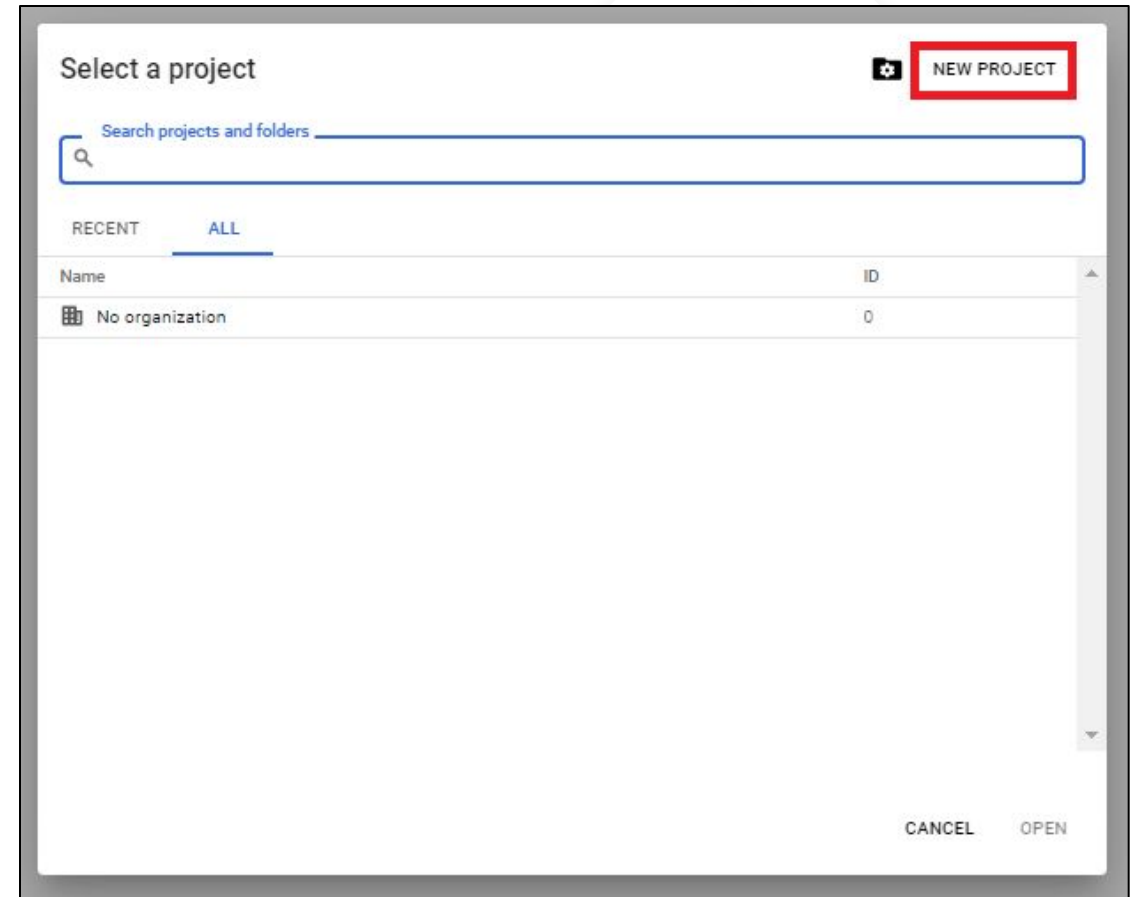 Select a project
NEW PROJECT
Search projects and folders
RECENT ALL
Name ID
No organization 0
CANCEL OPEN